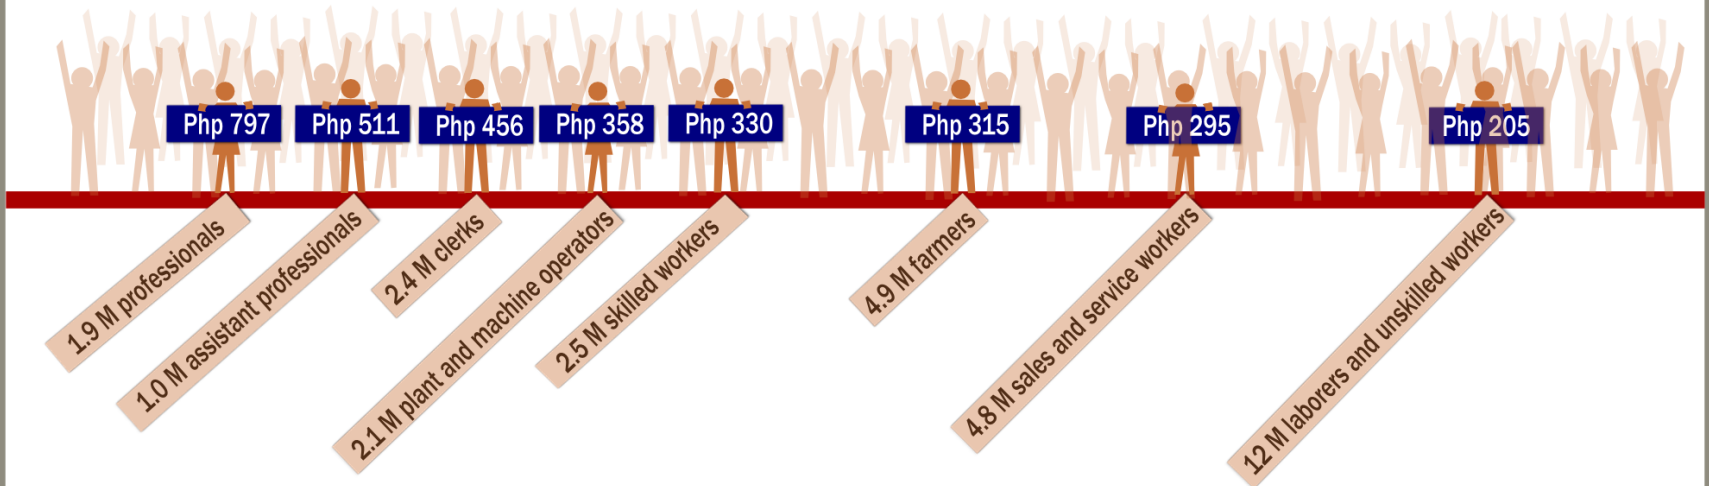 Php 797
Php 511
Php 456
Php 358
Php 330
Php 315
Php 295
Php 205
1.9 M professionals
1.0 M assistant professionals
2.4 M clerks
2.1 M plant and machine operators
2.5 M skilled workers
4.9 M farmers
4.8 M sales and service workers
12 M laborers and unskilled workers